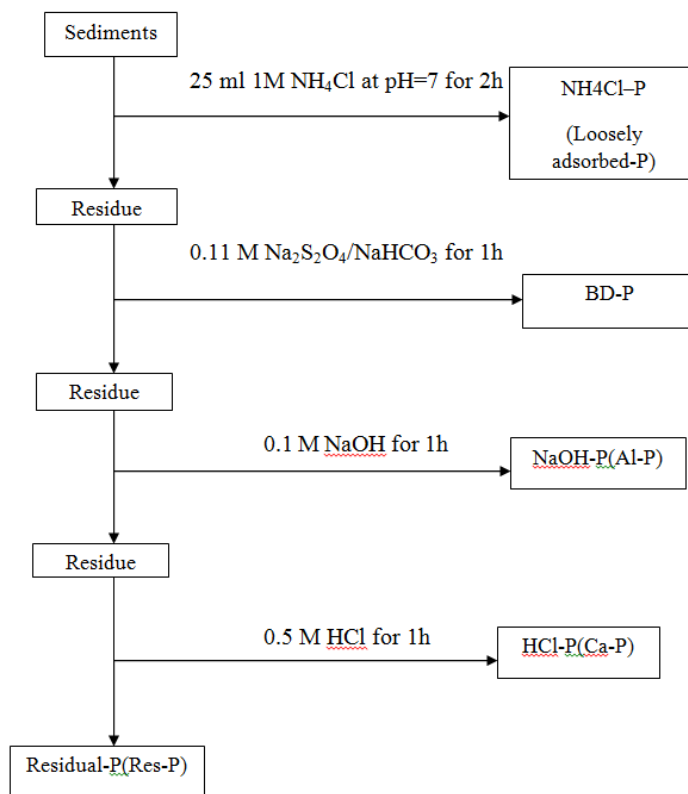 Sediments
25 ml 1M NH₄Cl at pH=7 for 2h
NH4Cl–P
(Loosely
adsorbed-P)
Residue
0.11 M Na₂S₂O₄/NaHCO₃ for 1h
BD-P
Residue
0.1 M NaOH for 1h
NaOH-P(Al-P)
Residue
0.5 M HCl for 1h
HCl-P(Ca-P)
Residual-P(Res-P)